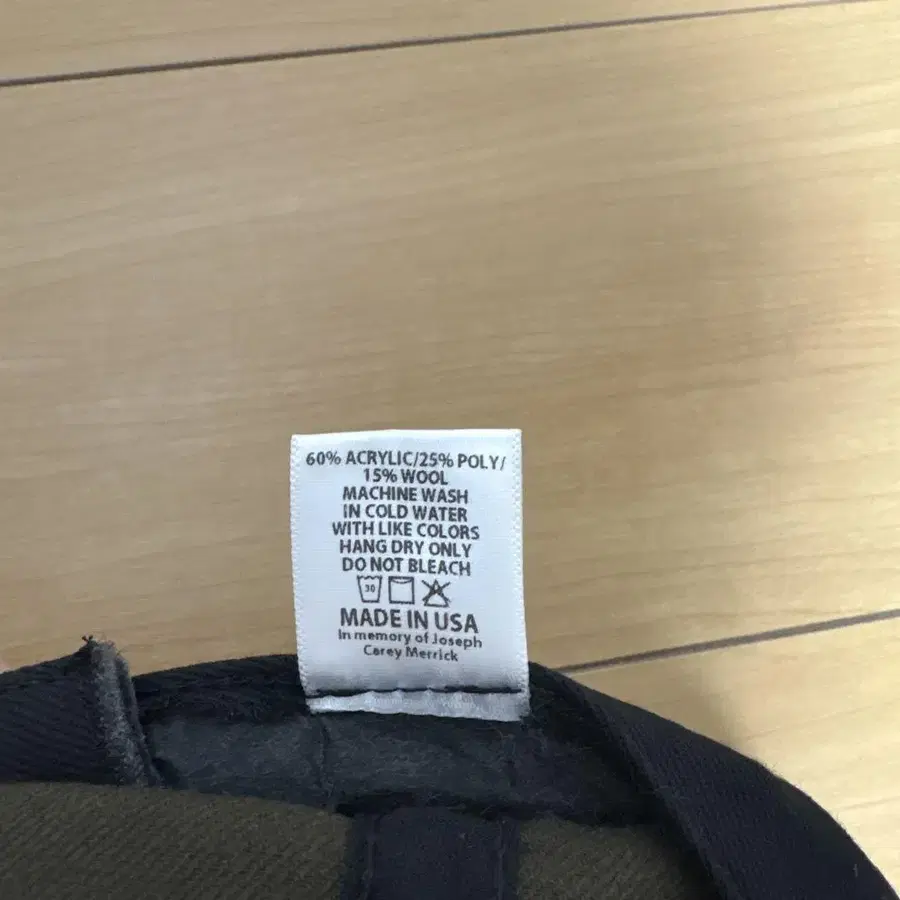 60% ACRYLIC/25% POLY/
15% WOOL
MACHINE WASH
IN COLD WATER
WITH LIKE COLORS
HANG DRY ONLY
DO NOT BLEACH
30
MADE IN USA
In memory of Joseph
Carey Merrick